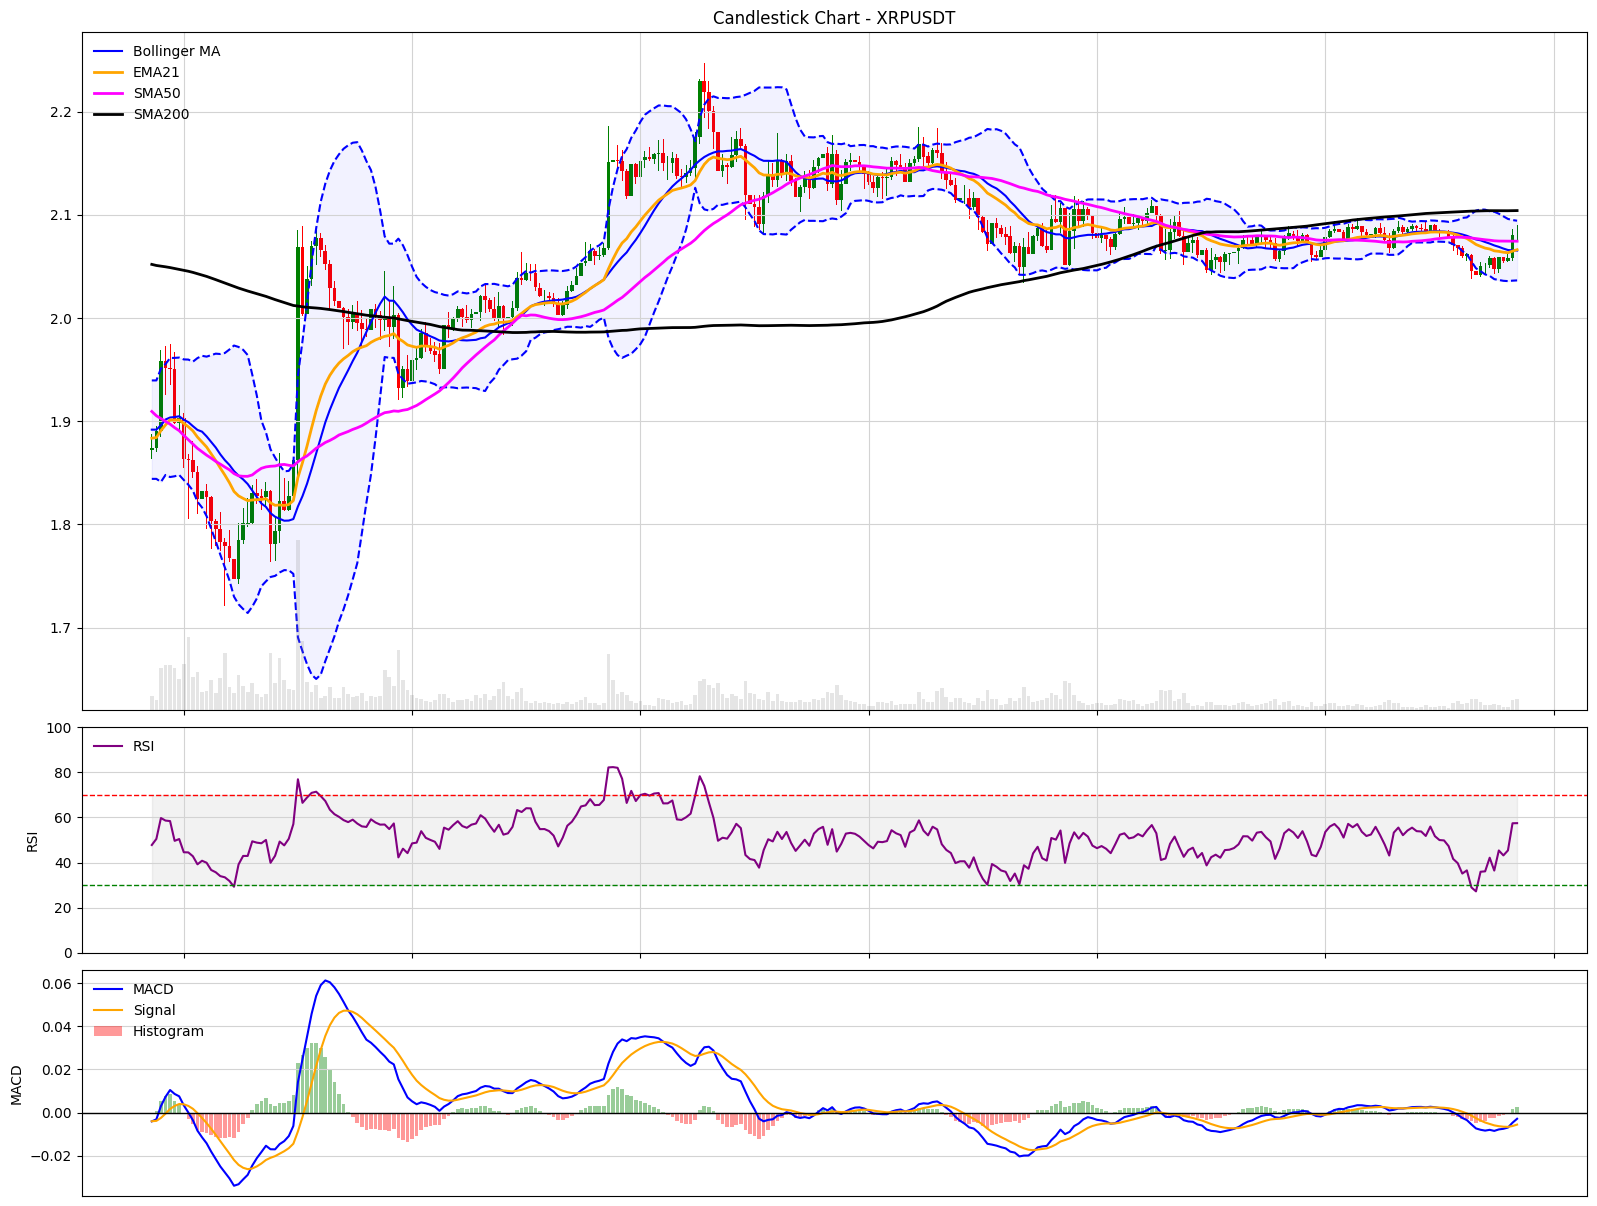 Candlestick Chart - XRPUSDT
Bollinger MA
EMA21
SMA50
SMA200
2.2
2.1
2.0
1.9
1.8
1.7
100
80
60
40
20
0
RSI
RSI
0.06
0.04
0.02
0.00
−0.02
MACD
MACD
Signal
Histogram